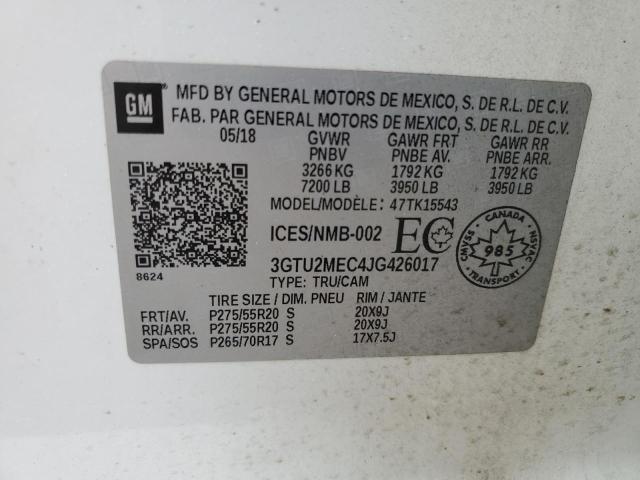 GM
MFD BY GENERAL MOTORS DE MEXICO, S. DE R.L. DE C.V.
FAB. PAR GENERAL MOTORS DE MEXICO, S. DE R.L. DE C.V.
05/18 GVWR GAWR FRT GAWR RR
PNBV PNBE AV. PNBE ARR.
3266 KG 1792 KG 1792 KG
7200 LB 3950 LB 3950 LB
MODEL/MODÈLE: 47TK15543
ICES/NMB-002 EC
CANADA
CMVSS 985 NSVAC
TRANSPORT
3GTU2MEC4JG426017
8624
TYPE: TRU/CAM
TIRE SIZE / DIM. PNEU RIM / JANTE
FRT/AV. P275/55R20 S 20X9J
RR/ARR. P275/55R20 S 20X9J
SPA/SOS P265/70R17 S 17X7.5J